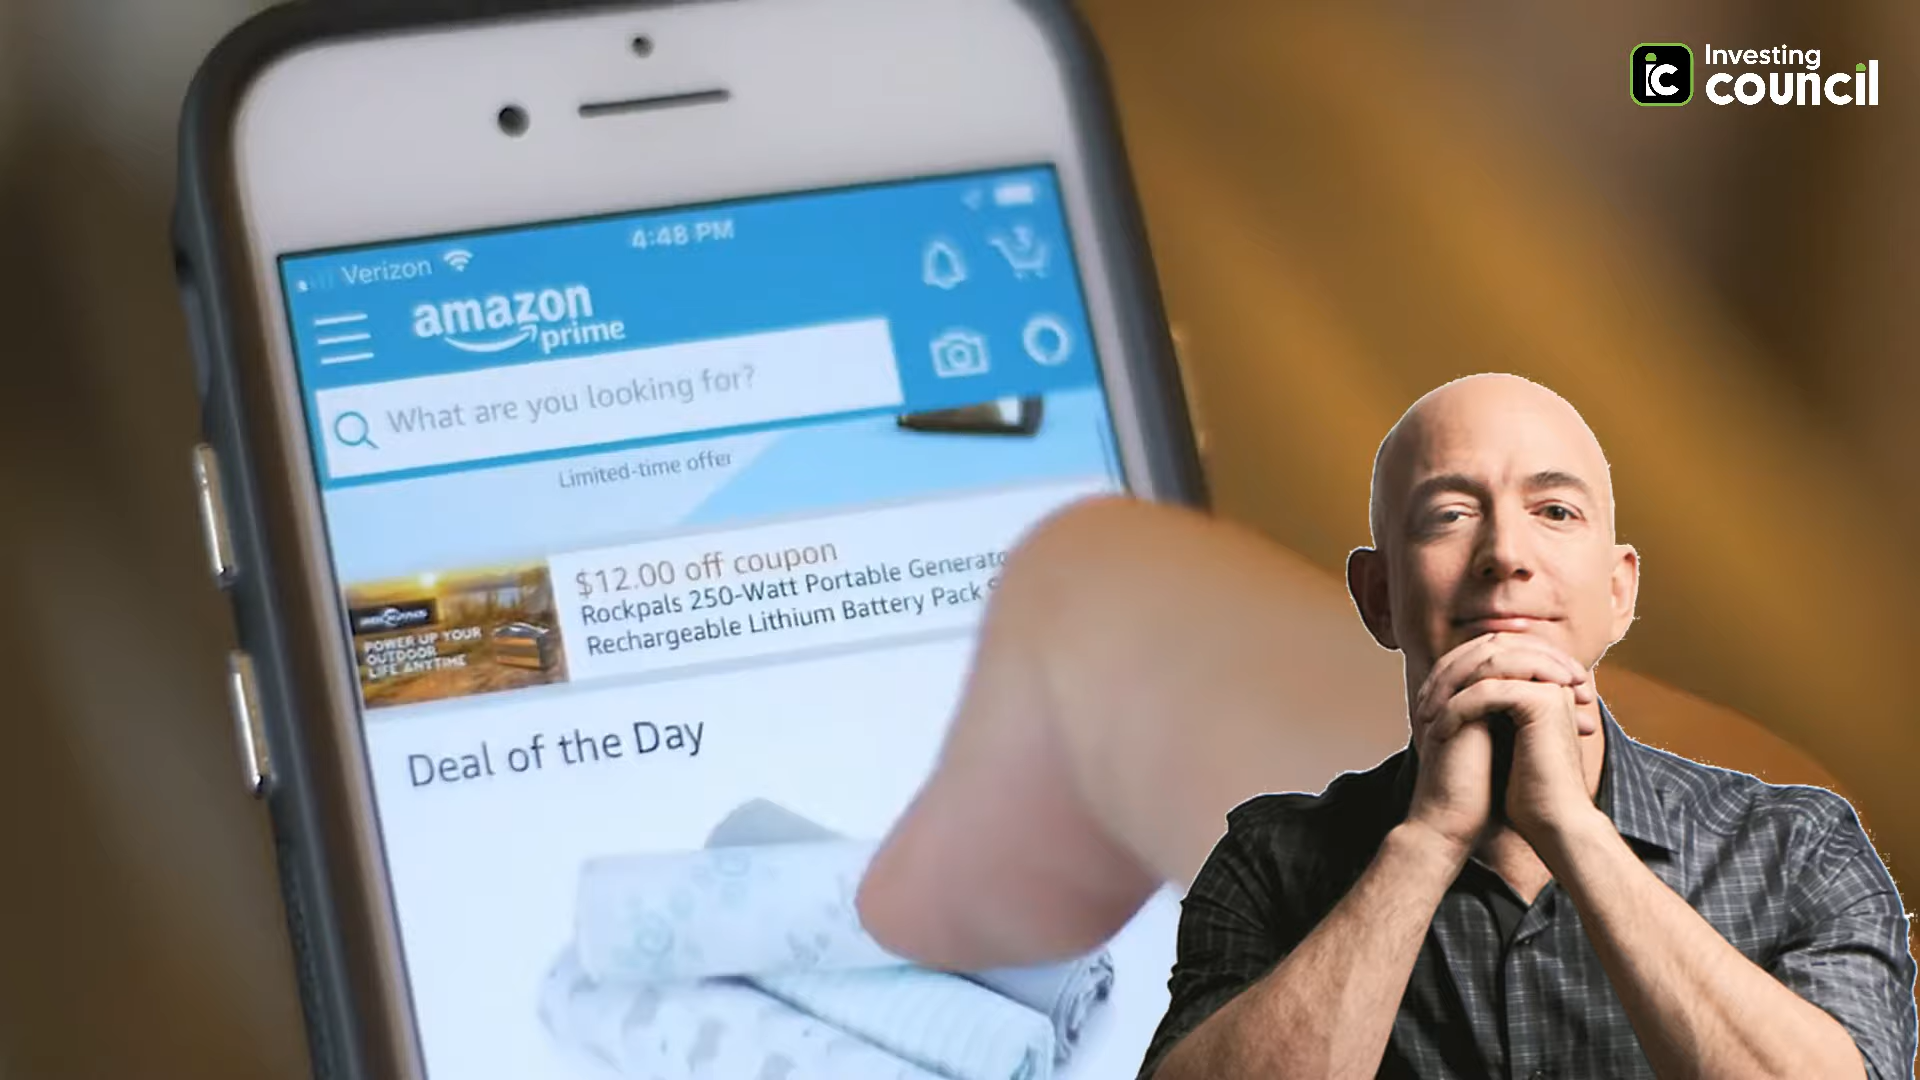 Investing
council
4:48 PM
Verizon
amazon
prime
What are you looking for?
Limited-time offer
$12.00 off coupon
Rockpals 250-Watt Portable Generato
Rechargeable Lithium Battery Pack S
POWER UP YOUR
OUTDOOR
LIFE ANYTIME
Deal of the Day